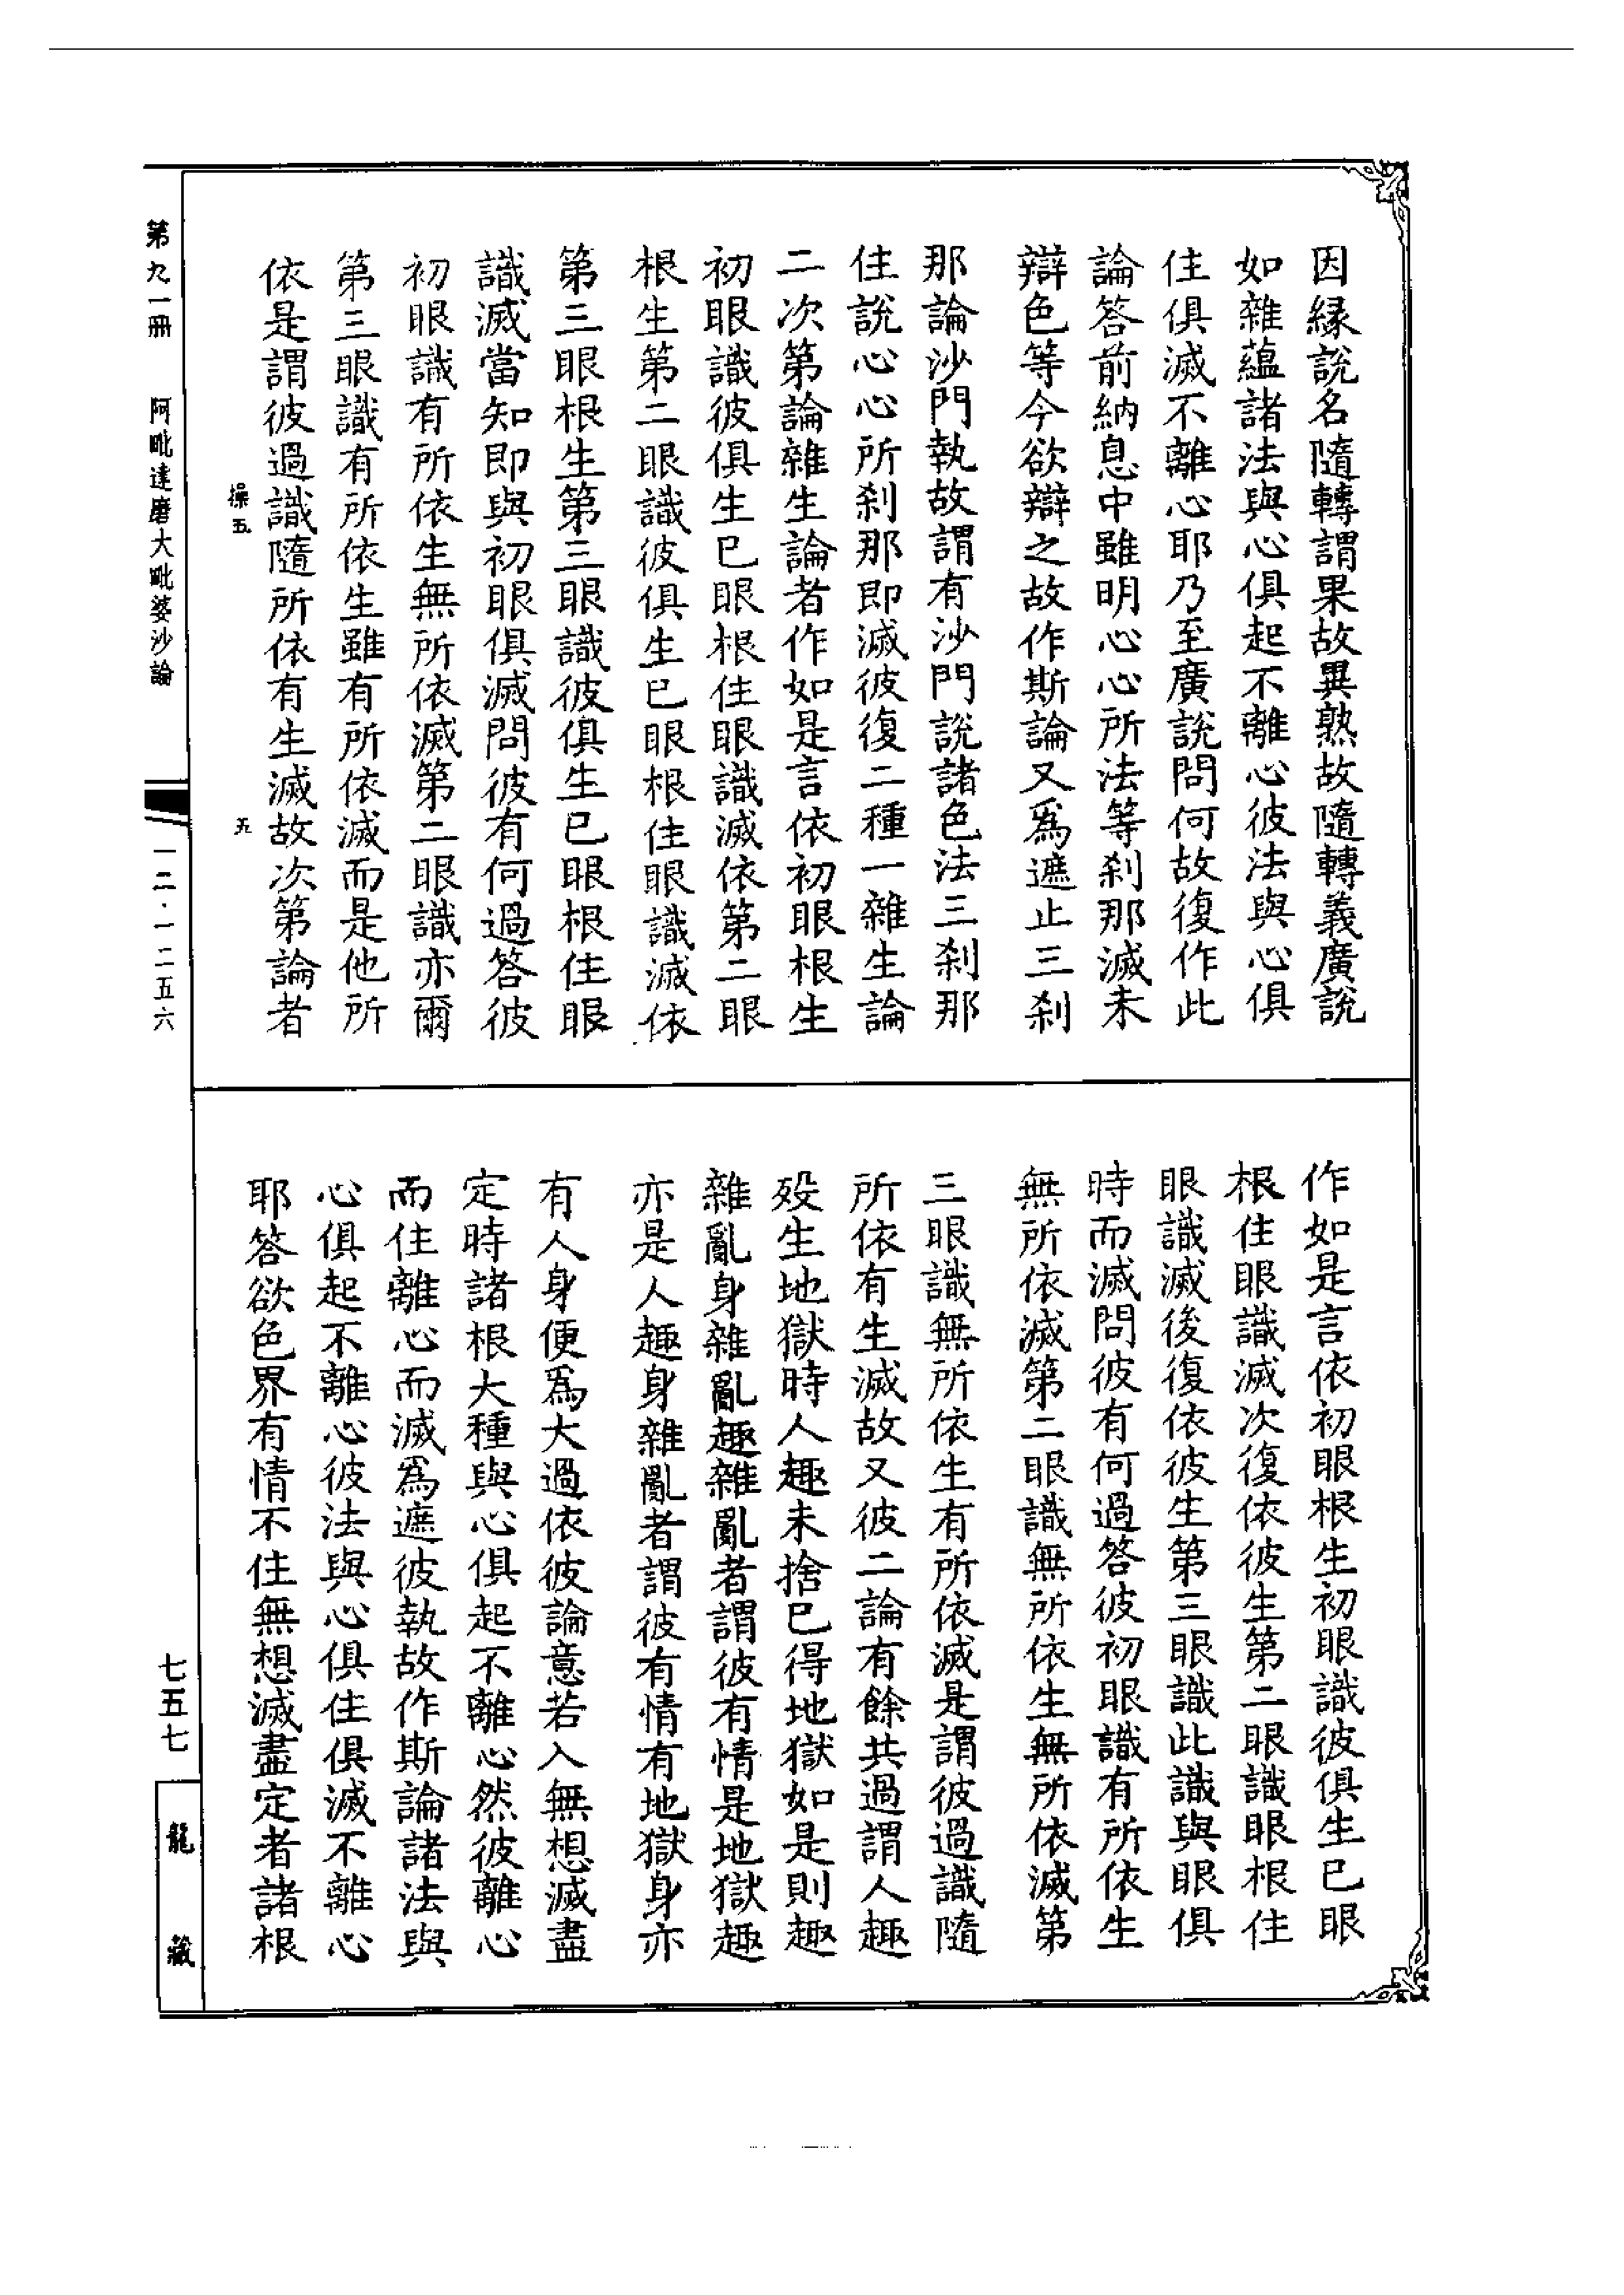 因緣說名隨轉謂果故異熟故隨轉義廣說
如雜蘊諸法與心俱起不離心彼法與心俱
住俱滅不離心耶乃至廣說問何故復作此
論答前納息中雖明心心所法等刹那滅未
辯色等今欲辯之故作斯論又爲遮止三刹
那論沙門執故謂有沙門說諸色法三刹那
住說心心所刹那即滅彼復二種一雜生論
二次第論雜生論者作如是言依初眼根生
初眼識彼俱生已眼根住眼識滅依第二眼
根生第二眼識彼俱生已眼根住眼識滅依
第三眼根生第三眼識彼俱生已眼根住眼
識滅當知即與初眼俱滅問彼有何過答彼
初眼識有所依生無所依滅第二眼識亦爾
第三眼識有所依生雖有所依滅而是他所
依是謂彼過識隨所依有生滅故次第論者
操五
五
作如是言依初眼根生初眼識彼俱生已眼
根住眼識滅次復依彼生第二眼識眼根住
眼識滅後復依彼生第三眼識此識與眼俱
時而滅問彼有何過答彼初眼識有所依生
無所依滅第二眼識無所依生無所依滅第
三眼識無所依生有所依滅是謂彼過識隨
所依有生滅故又彼二論有餘共過謂人趣
歿生地獄時人趣未捨已得地獄如是則趣
雜亂身雜亂趣雜亂者謂彼有情是地獄趣
亦是人趣身雜亂者謂彼有情有地獄身亦
有人身便爲大過依彼論意若入無想滅盡
定時諸根大種與心俱起不離心然彼離心
而住離心而滅爲遮彼執故作斯論諸法與
心俱起不離心彼法與心俱住俱滅不離心
耶答欲色界有情不住無想滅盡定者諸根
第九一冊 阿毗達磨大毗婆沙論 一二·一二五六 七五七 龍藏